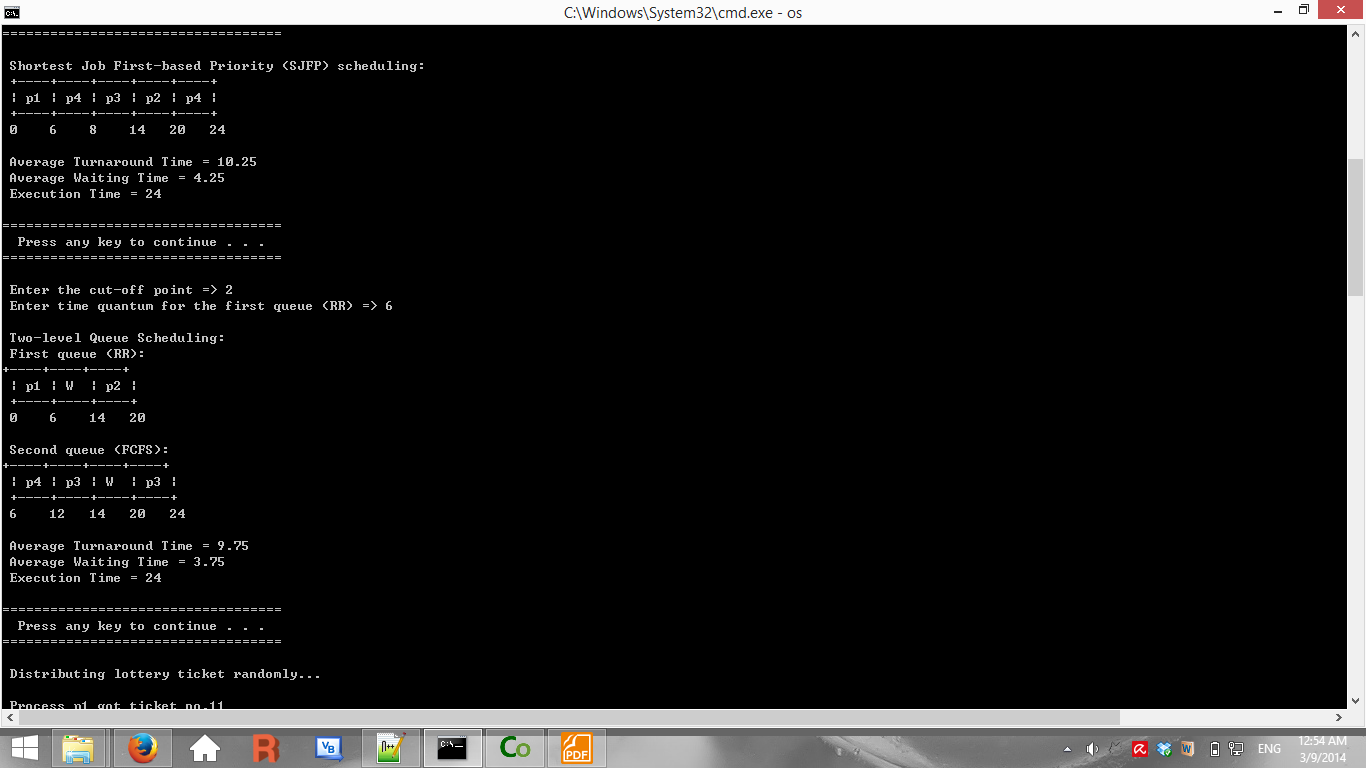 C:\Windows\System32\cmd.exe - os
===================================
Shortest Job First-based Priority (SJFP) scheduling:
+----+----+----+----+----+
¦ p1 ¦ p4 ¦ p3 ¦ p2 ¦ p4 ¦
+----+----+----+----+----+
0    6    8    14   20   24
Average Turnaround Time = 10.25
Average Waiting Time = 4.25
Execution Time = 24
===================================
Press any key to continue . . .
===================================
Enter the cut-off point => 2
Enter time quantum for the first queue (RR) => 6
Two-level Queue Scheduling:
First queue (RR):
+----+----+----+
¦ p1 ¦ W  ¦ p2 ¦
+----+----+----+
0    6    14   20
Second queue (FCFS):
+----+----+----+----+
¦ p4 ¦ p3 ¦ W  ¦ p3 ¦
+----+----+----+----+
6    12   14   20   24
Average Turnaround Time = 9.75
Average Waiting Time = 3.75
Execution Time = 24
===================================
Press any key to continue . . .
===================================
Distributing lottery ticket randomly...
Process p1 got ticket no.11
ENG
12:54 AM
3/9/2014
C:\
VB
Co
PDF
W